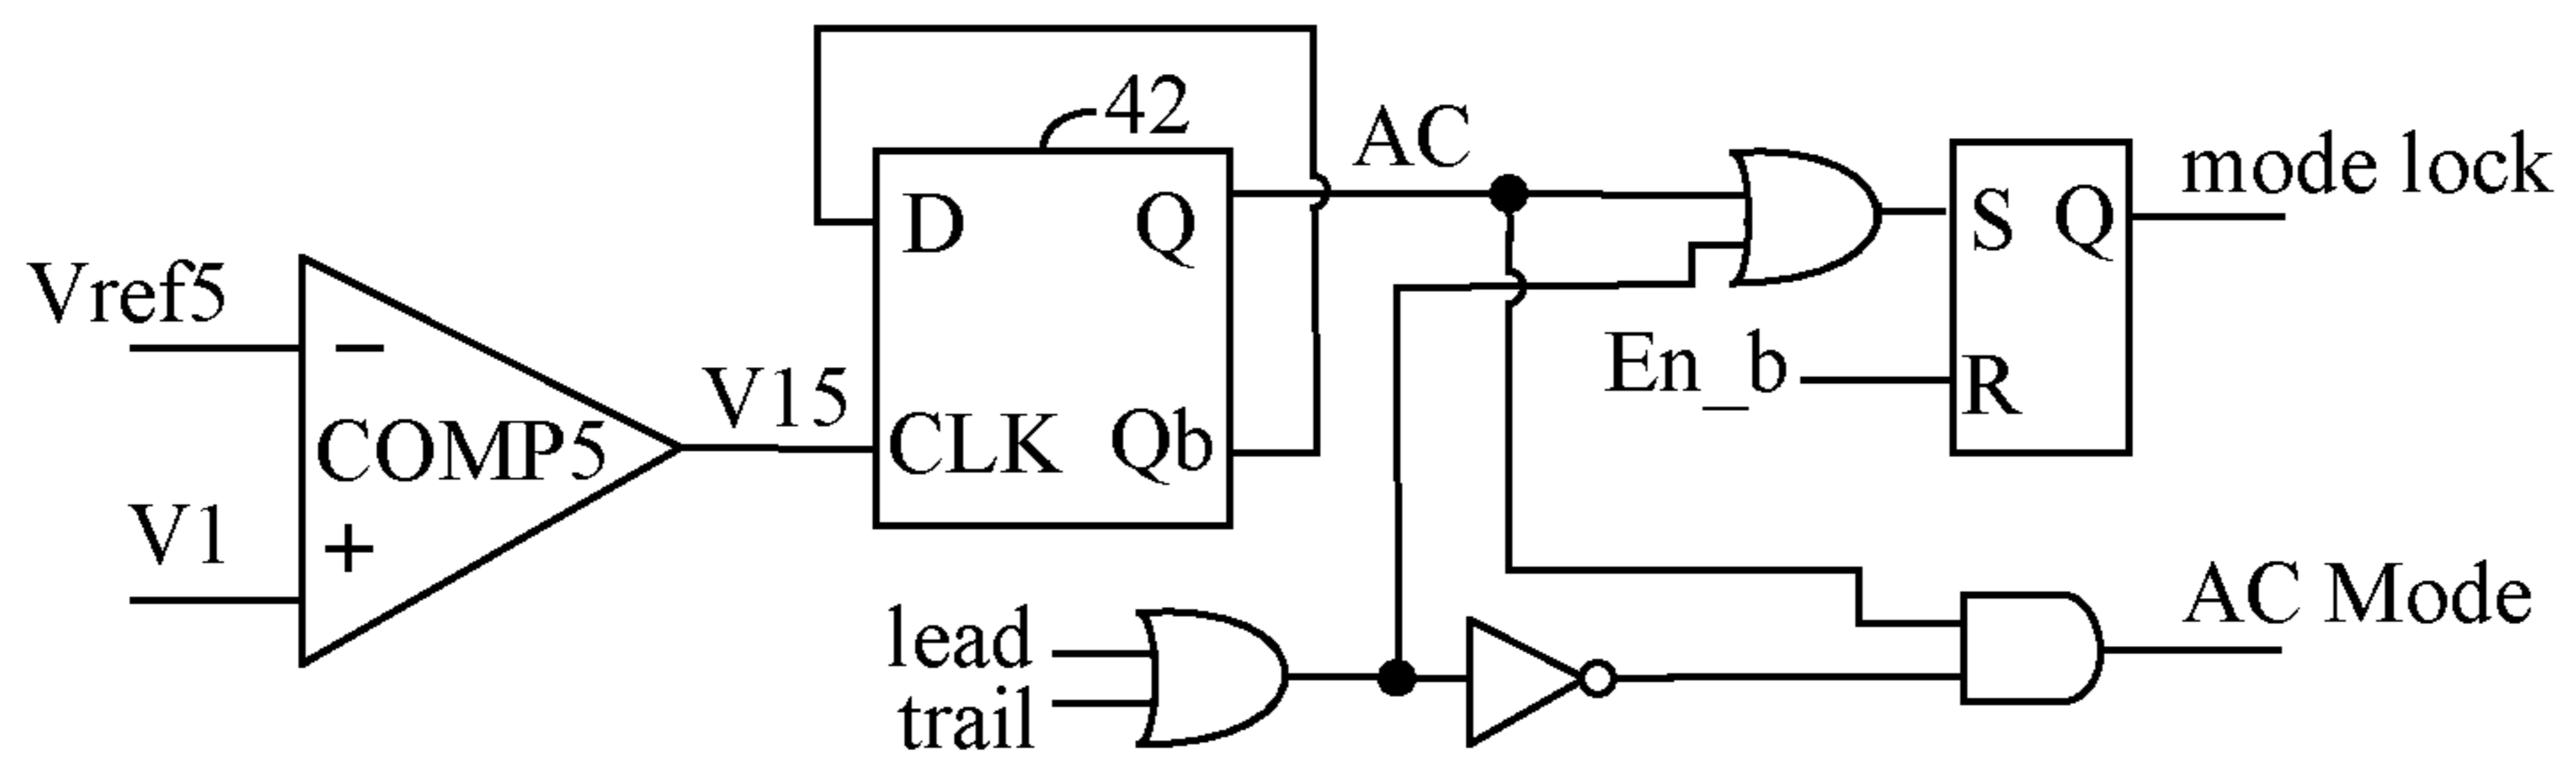 42
AC
D Q
mode lock
S Q
Vref5
−
V15
En_b
R
COMP5
CLK Qb
V1
+
lead
trail
AC Mode